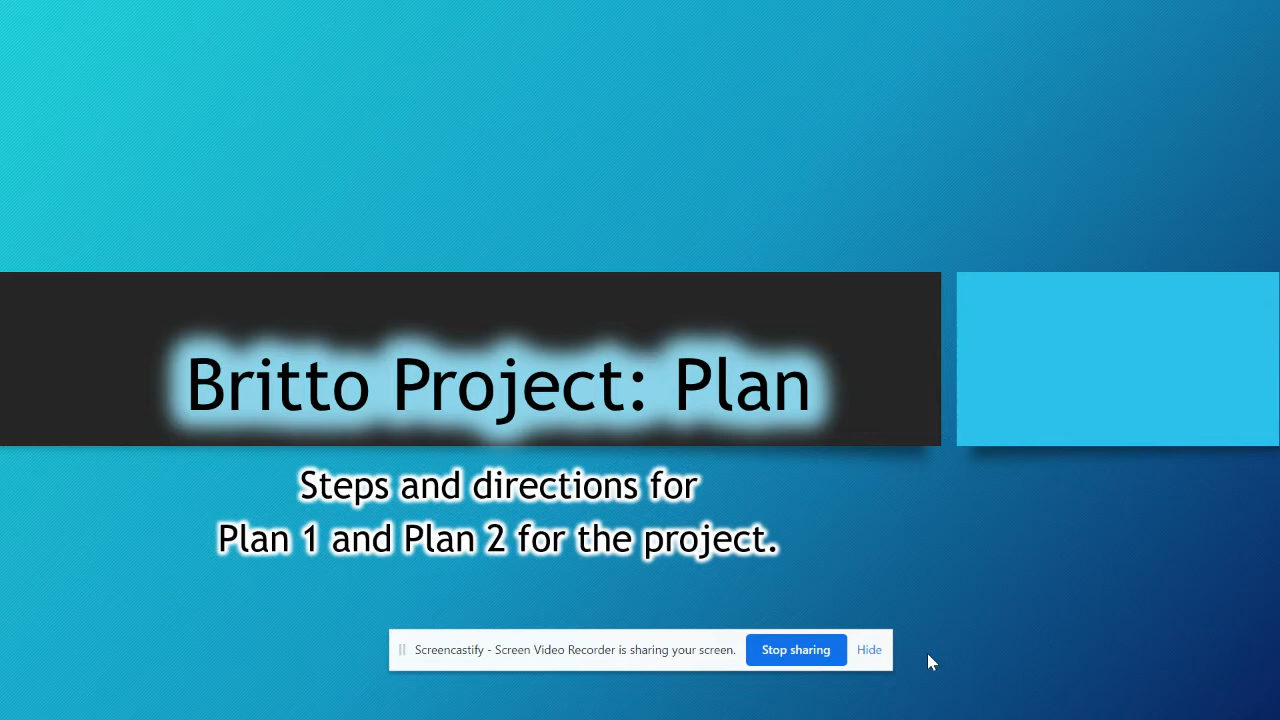 Britto Project: Plan
Steps and directions for
Plan 1 and Plan 2 for the project.
Screencastify - Screen Video Recorder is sharing your screen. Stop sharing Hide